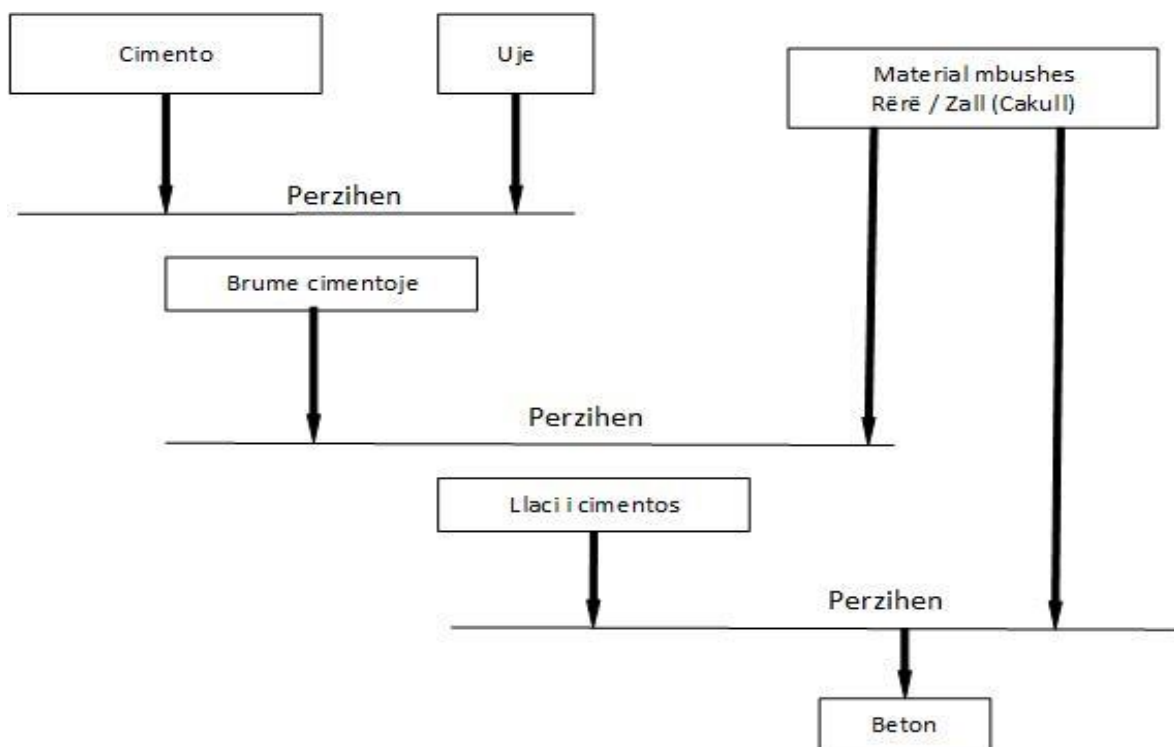 Cimento
Uje
Material mbushes
Rërë / Zall (Cakull)
Perzihen
Brume cimentoje
Perzihen
Llaci i cimentos
Perzihen
Beton